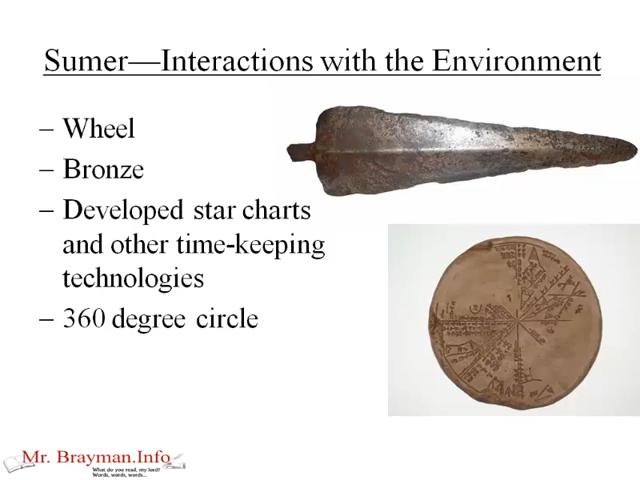 Sumer—Interactions with the Environment
– Wheel
– Bronze
– Developed star charts
and other time-keeping
technologies
– 360 degree circle
Mr. Brayman.Info
What do you read, my lord?
Words, words, words...